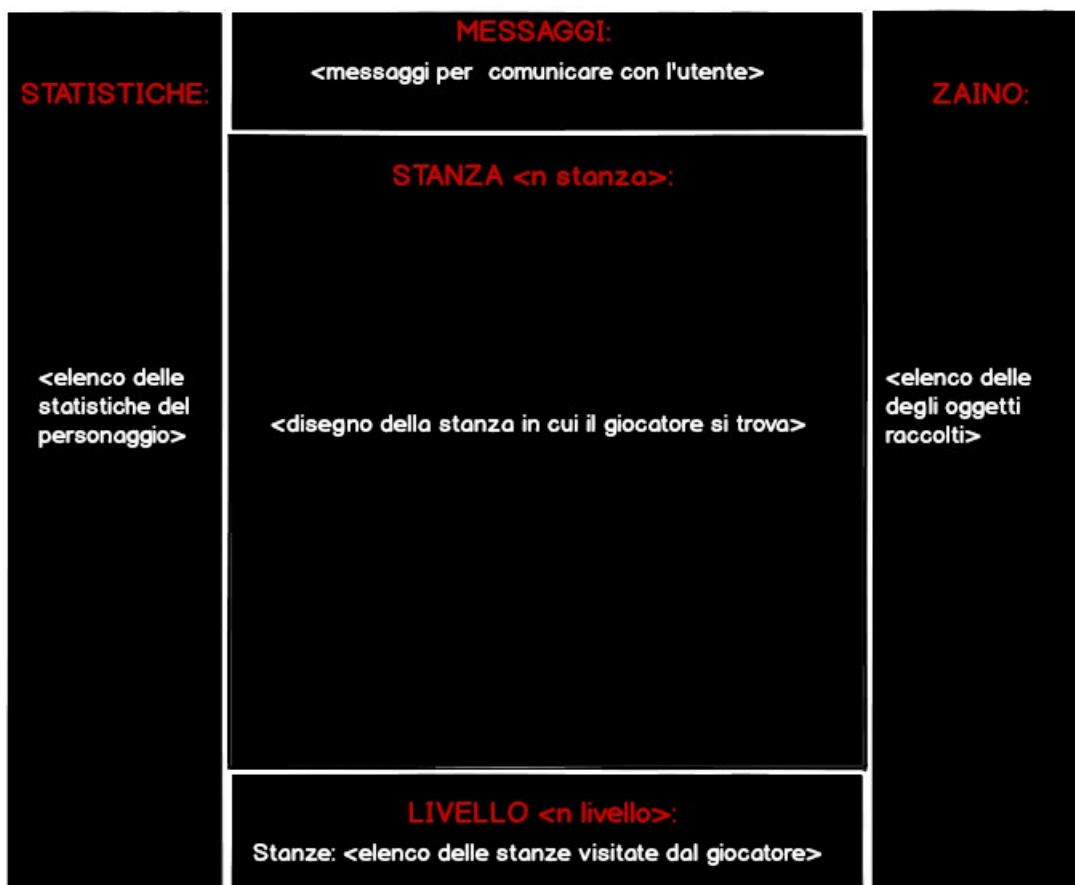 MESSAGGI:
<messaggi per comunicare con l'utente>
STATISTICHE:
<elenco delle
statistiche del
personaggio>
STANZA <n stanza>:
<disegno della stanza in cui il giocatore si trova>
ZAINO:
<elenco delle
degli oggetti
raccolti>
LIVELLO <n livello>:
Stanze: <elenco delle stanze visitate dal giocatore>